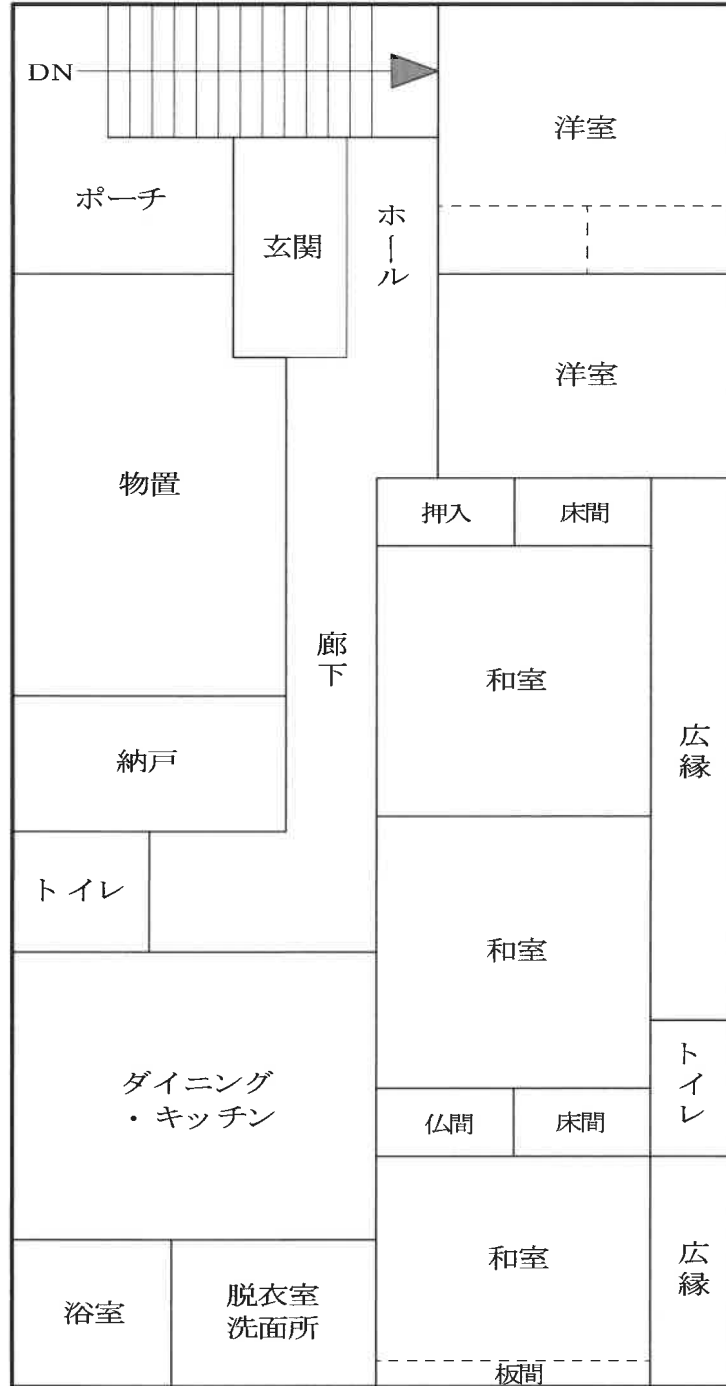 DN
洋室
ポーチ
玄関
ホール
洋室
物置
押入
床間
廊下
和室
広縁
納戸
トイレ
和室
トイレ
ダイニング
・キッチン
仏間
床間
和室
広縁
浴室
脱衣室
洗面所
板間